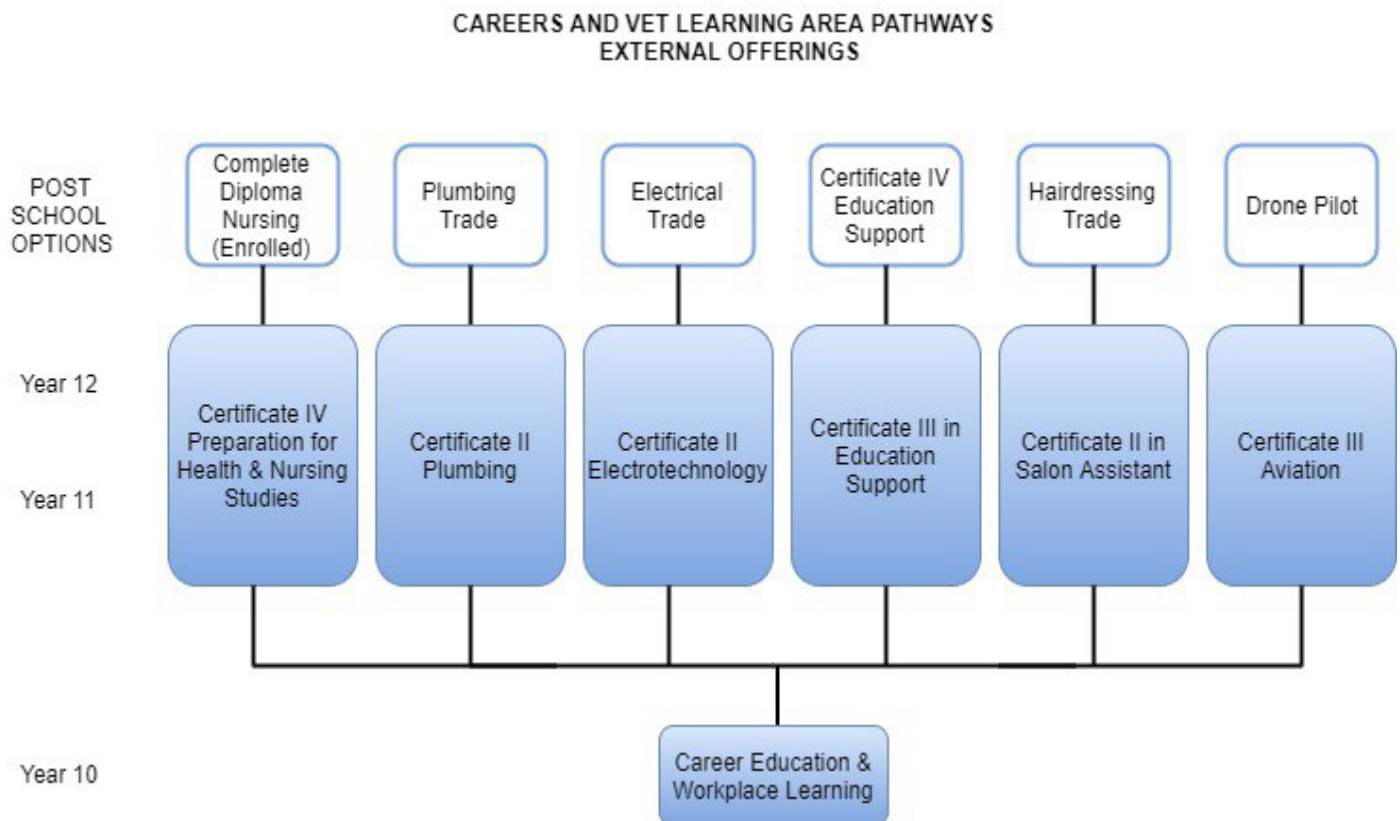 CAREERS AND VET LEARNING AREA PATHWAYS
EXTERNAL OFFERINGS
POST
SCHOOL
OPTIONS
Complete
Diploma
Nursing
(Enrolled)
Plumbing
Trade
Electrical
Trade
Certificate IV
Education
Support
Hairdressing
Trade
Drone Pilot
Year 12
Year 11
Certificate IV
Preparation for
Health & Nursing
Studies
Certificate II
Plumbing
Certificate II
Electrotechnology
Certificate III in
Education
Support
Certificate II in
Salon Assistant
Certificate III
Aviation
Year 10
Career Education &
Workplace Learning